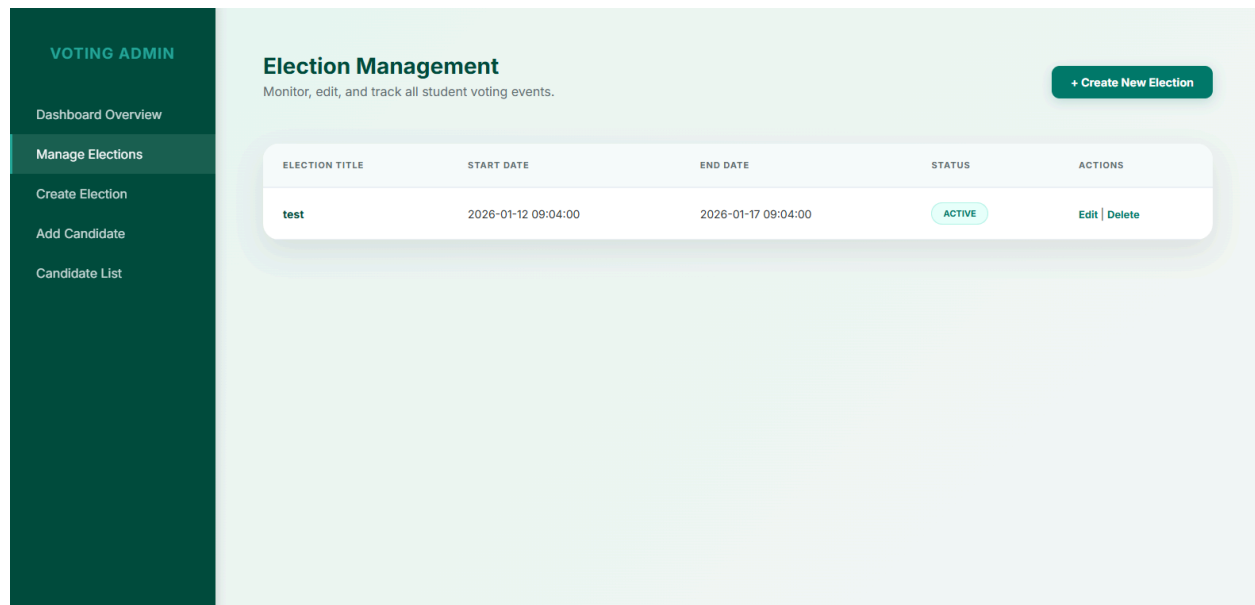 VOTING ADMIN
Dashboard Overview
Manage Elections
Create Election
Add Candidate
Candidate List
Election Management
Monitor, edit, and track all student voting events.
+ Create New Election
ELECTION TITLE START DATE END DATE STATUS ACTIONS
test 2026-01-12 09:04:00 2026-01-17 09:04:00 ACTIVE Edit | Delete